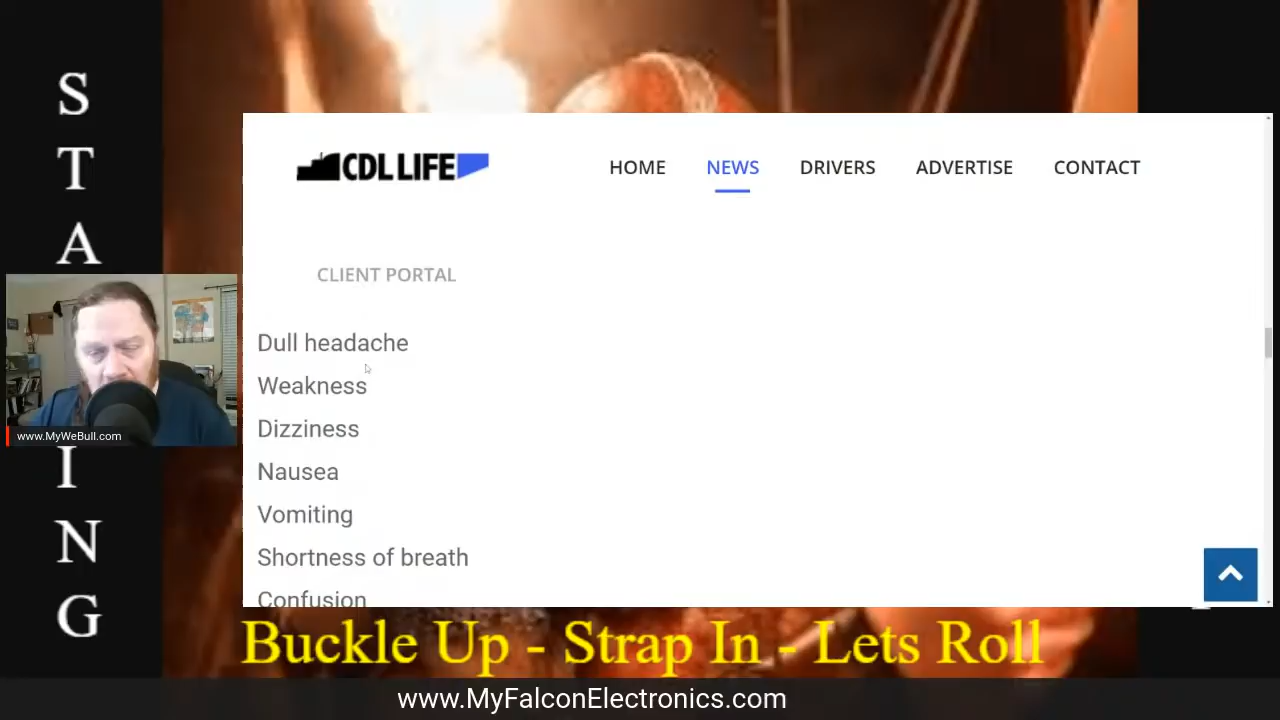 S
T
A
I
N
G
CDL LIFE
HOME
NEWS
DRIVERS
ADVERTISE
CONTACT
CLIENT PORTAL
Dull headache
Weakness
Dizziness
Nausea
Vomiting
Shortness of breath
Confusion
www.MyWeBull.com
Buckle Up - Strap In - Lets Roll
www.MyFalconElectronics.com